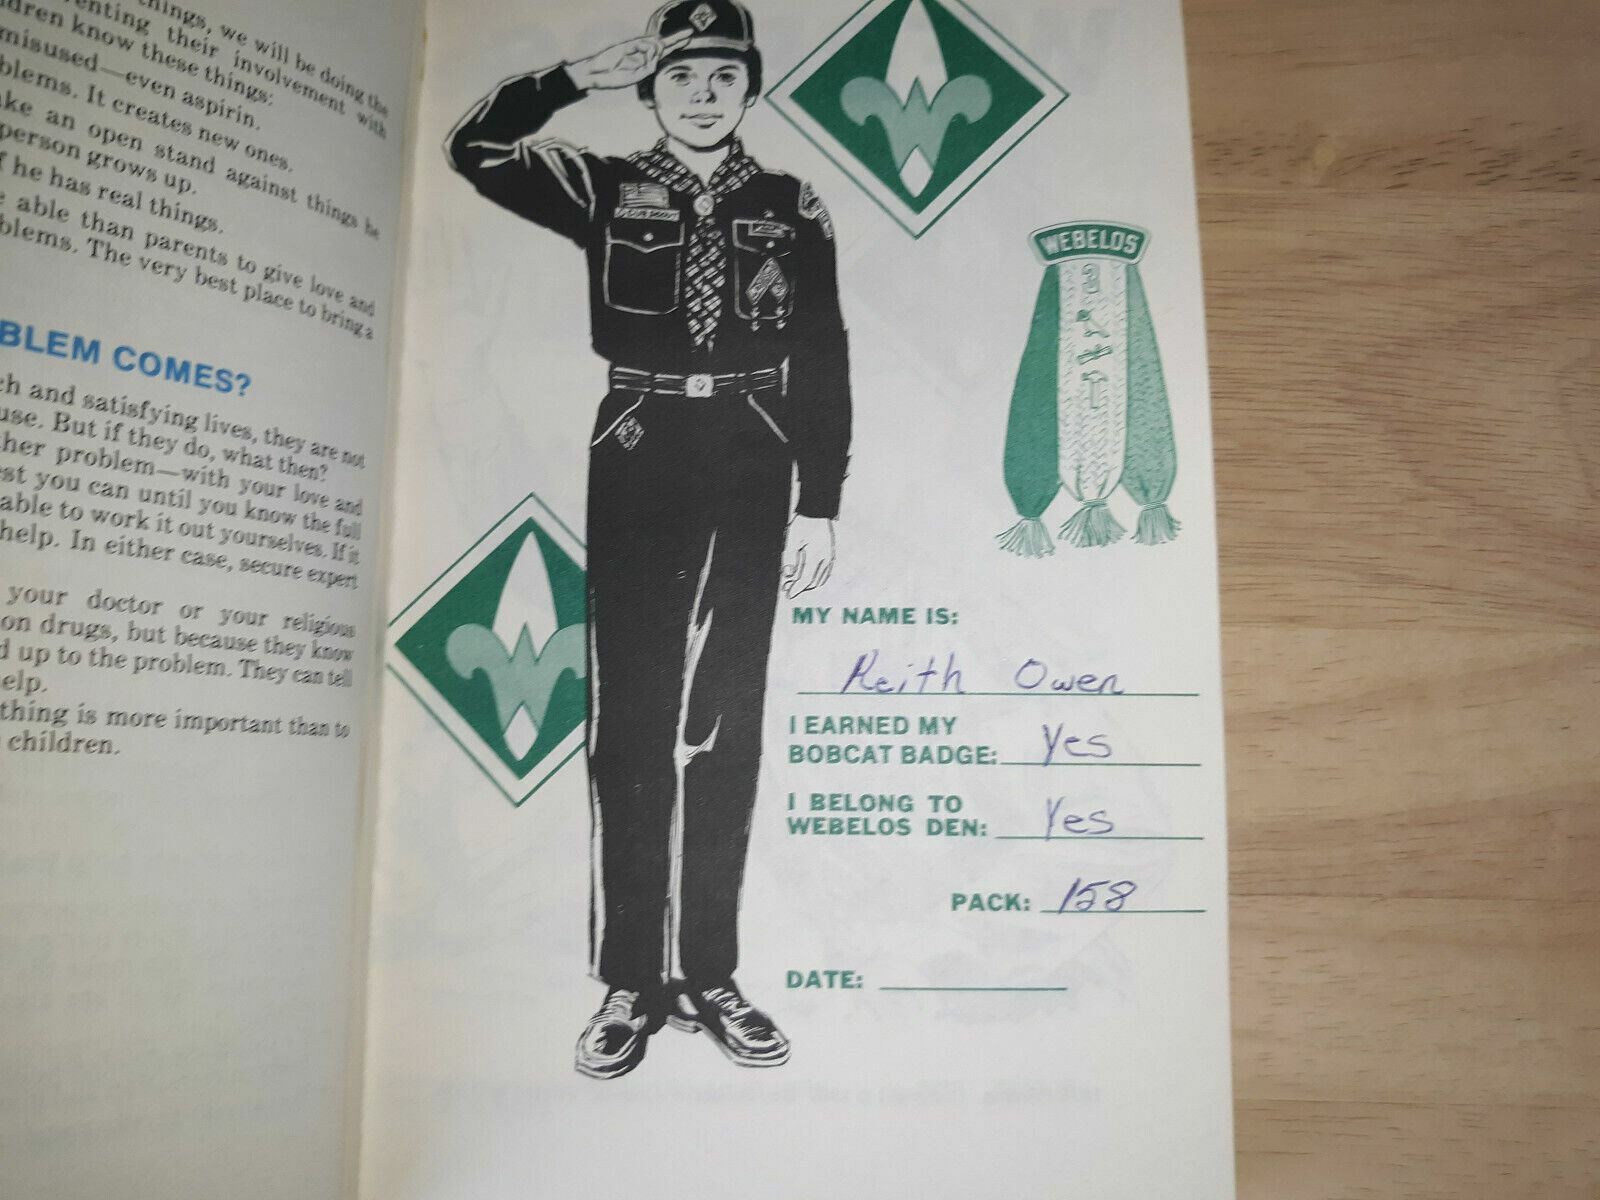 things, we will be doing the
enting their involvement with
dren know these things:
misused—even aspirin.
blems. It creates new ones.
ke an open stand against things he
person grows up.
f he has real things.
e able than parents to give love and
blems. The very best place to bring a
BLEM COMES?
ch and satisfying lives, they are not
use. But if they do, what then?
ther problem—with your love and
est you can until you know the full
able to work it out yourselves. If it
help. In either case, secure expert
your doctor or your religious
on drugs, but because they know
d up to the problem. They can tell
elp.
thing is more important than to
children.
W
WEBELOS
W
MY NAME IS:
Keith Owen
I EARNED MY
BOBCAT BADGE: Yes
I BELONG TO
WEBELOS DEN: Yes
PACK: 158
DATE: